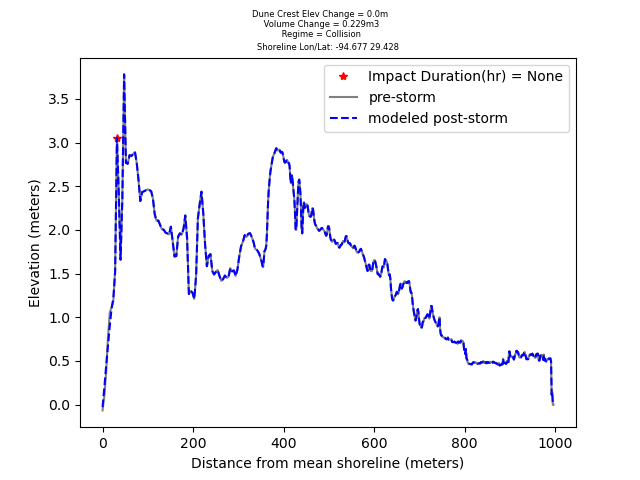 Dune Crest Elev Change = 0.0m
Volume Change = 0.229m3
Regime = Collision
Shoreline Lon/Lat: -94.677 29.428
Impact Duration(hr) = None
pre-storm
modeled post-storm
Elevation (meters)
3.5
3.0
2.5
2.0
1.5
1.0
0.5
0.0
0 200 400 600 800 1000
Distance from mean shoreline (meters)